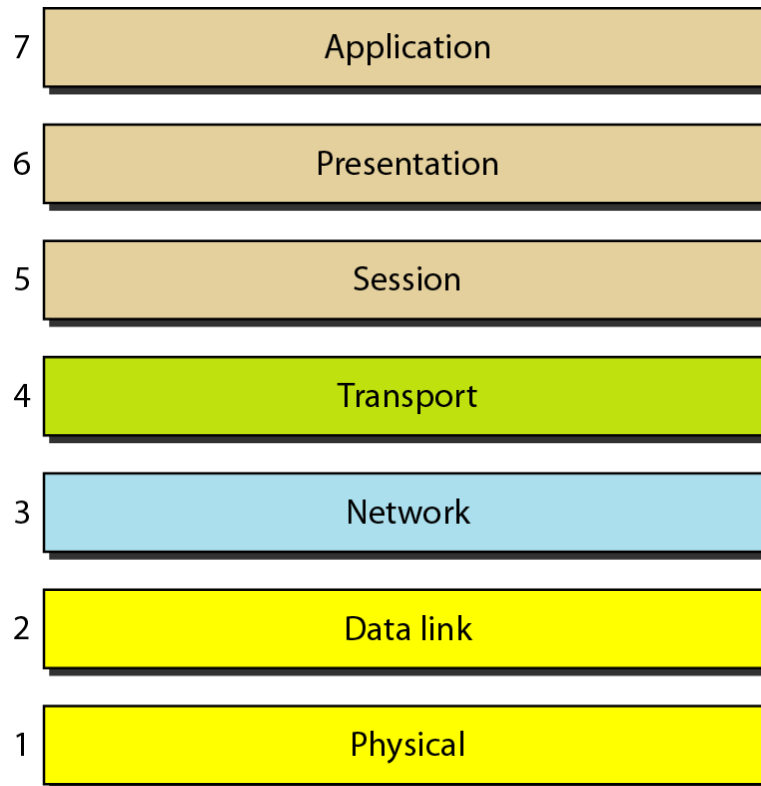 7 Application
6 Presentation
5 Session
4 Transport
3 Network
2 Data link
1 Physical